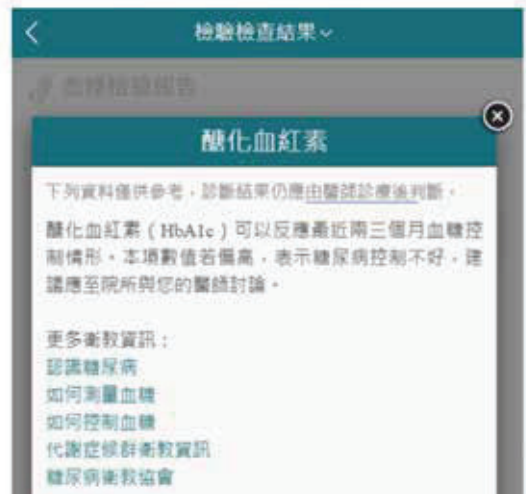 檢驗檢查結果
血糖檢驗報告
醣化血紅素
下列資料僅供參考，診斷結果仍應由醫師診療後判斷。
醣化血紅素（HbA1c）可以反應最近兩三個月血糖控
制情形。本項數值若偏高，表示糖尿病控制不好，建
議應至院所與您的醫師討論。
更多衛教資訊：
認識糖尿病
如何測量血糖
如何控制血糖
代謝症候群衛教資訊
糖尿病衛教協會